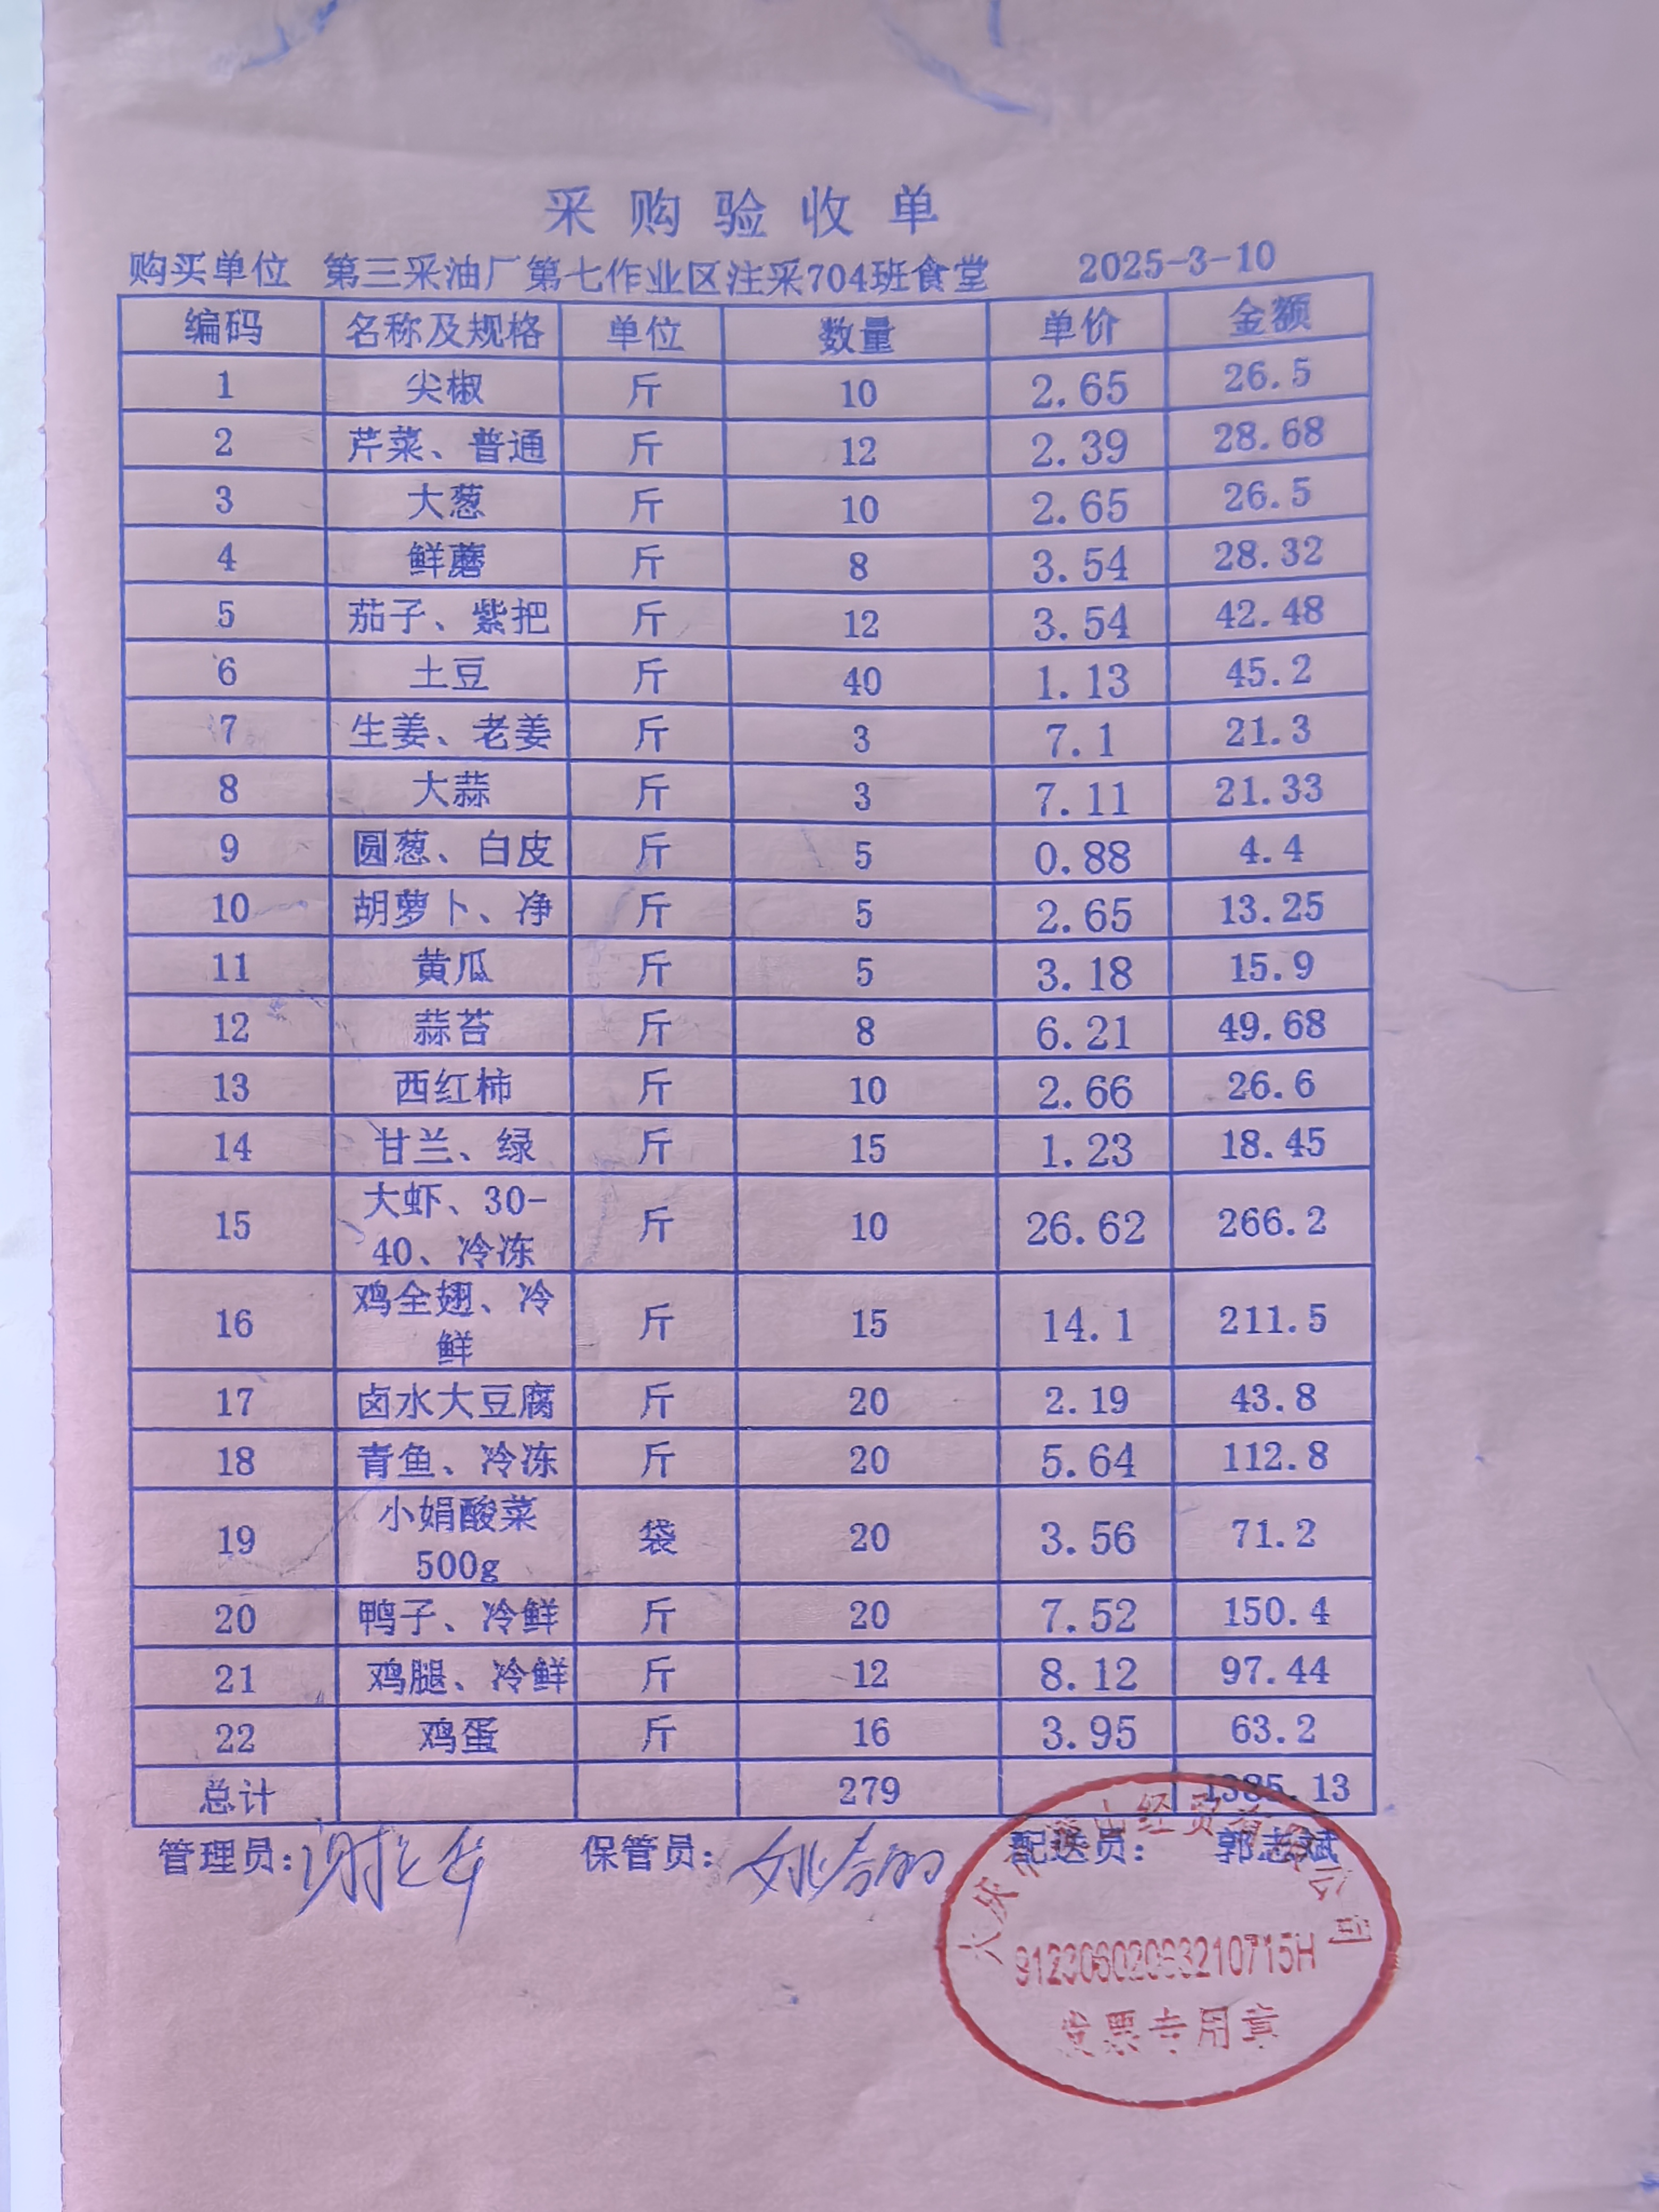 采购验收单
购买单位 第三采油厂第七作业区注采704班食堂 2025-3-10
编码 名称及规格 单位 数量 单价 金额
1 尖椒 斤 10 2.65 26.5
2 芹菜、普通 斤 12 2.39 28.68
3 大葱 斤 10 2.65 26.5
4 鲜蘑 斤 8 3.54 28.32
5 茄子、紫把 斤 12 3.54 42.48
6 土豆 斤 40 1.13 45.2
7 生姜、老姜 斤 3 7.1 21.3
8 大蒜 斤 3 7.11 21.33
9 圆葱、白皮 斤 5 0.88 4.4
10 胡萝卜、净 斤 5 2.65 13.25
11 黄瓜 斤 5 3.18 15.9
12 蒜苔 斤 8 6.21 49.68
13 西红柿 斤 10 2.66 26.6
14 甘兰、绿 斤 15 1.23 18.45
15 大虾、30-
40、冷冻 斤 10 26.62 266.2
16 鸡全翅、冷
鲜 斤 15 14.1 211.5
17 卤水大豆腐 斤 20 2.19 43.8
18 青鱼、冷冻 斤 20 5.64 112.8
19 小娟酸菜
500g 袋 20 3.56 71.2
20 鸭子、冷鲜 斤 20 7.52 150.4
21 鸡腿、冷鲜 斤 12 8.12 97.44
22 鸡蛋 斤 16 3.95 63.2
总计 279 1385.13
管理员: 保管员: 配送员: 郭志斌
大庆 山经贸有 公司
发票专用章